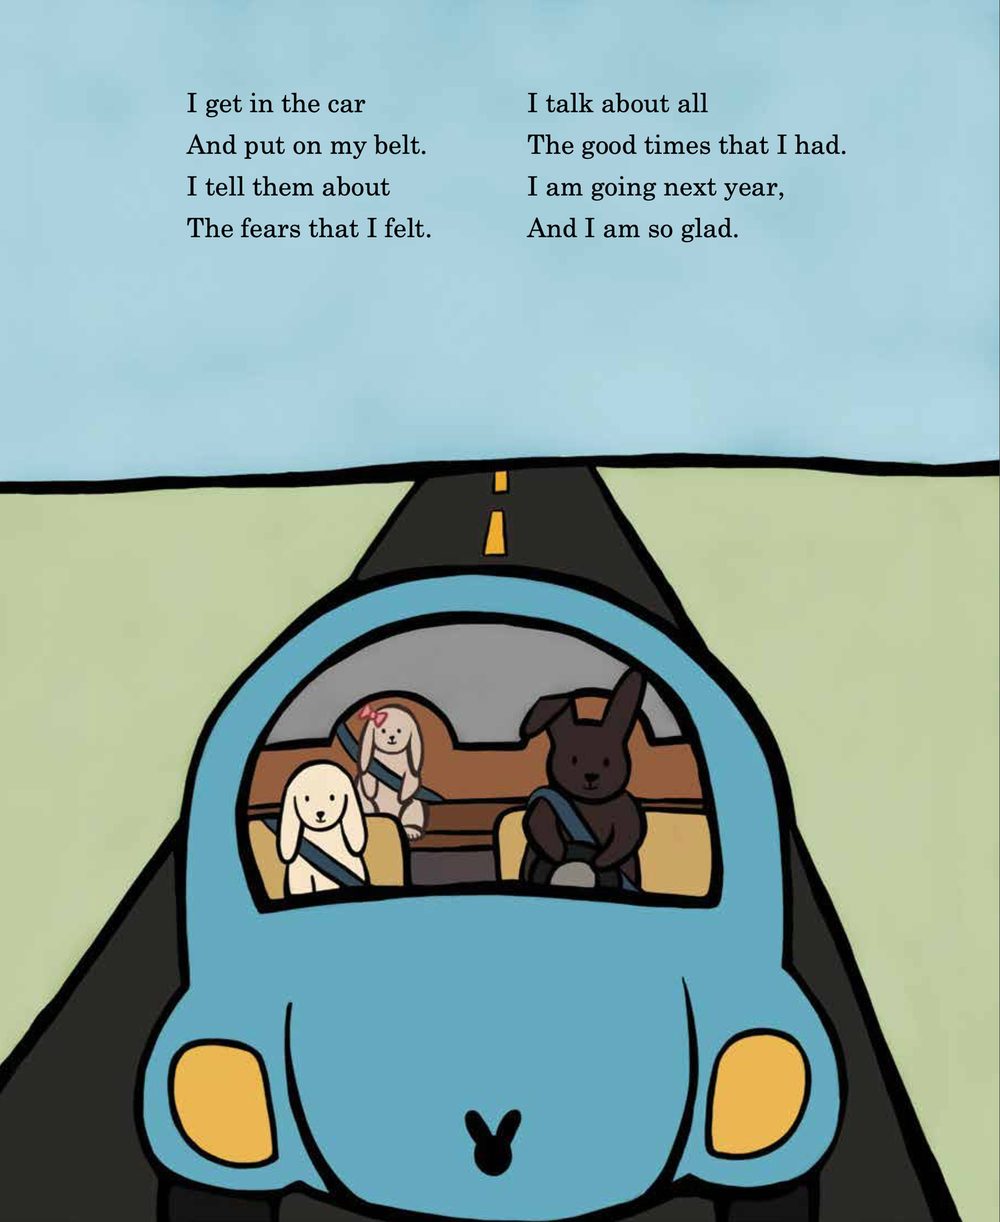 I get in the car
And put on my belt.
I tell them about
The fears that I felt.
I talk about all
The good times that I had.
I am going next year,
And I am so glad.